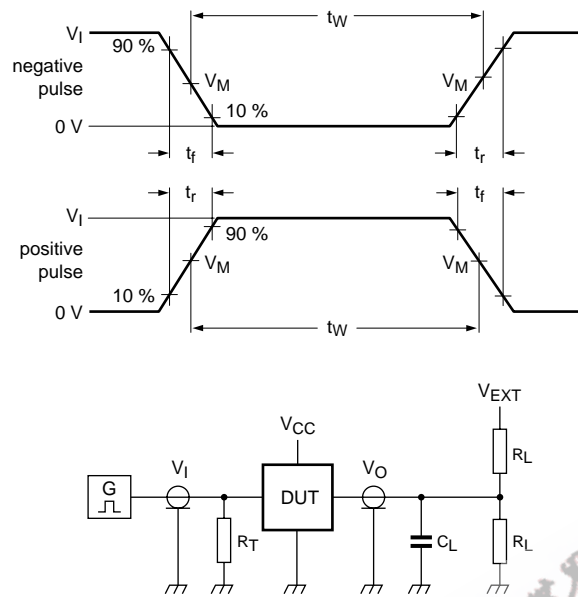 V_I
t_W
90 %
negative
pulse
V_M
V_M
10 %
0 V
t_f
t_r
t_r
t_f
V_I
90 %
positive
pulse
V_M
V_M
10 %
0 V
t_W
V_EXT
V_CC
R_L
V_I
V_O
G
DUT
R_T
C_L
R_L